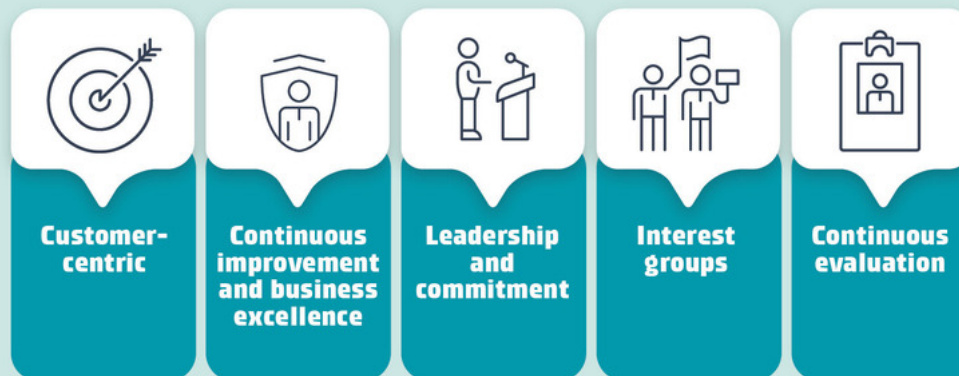 Customer-
centric
Continuous
improvement
and business
excellence
Leadership
and
commitment
Interest
groups
Continuous
evaluation